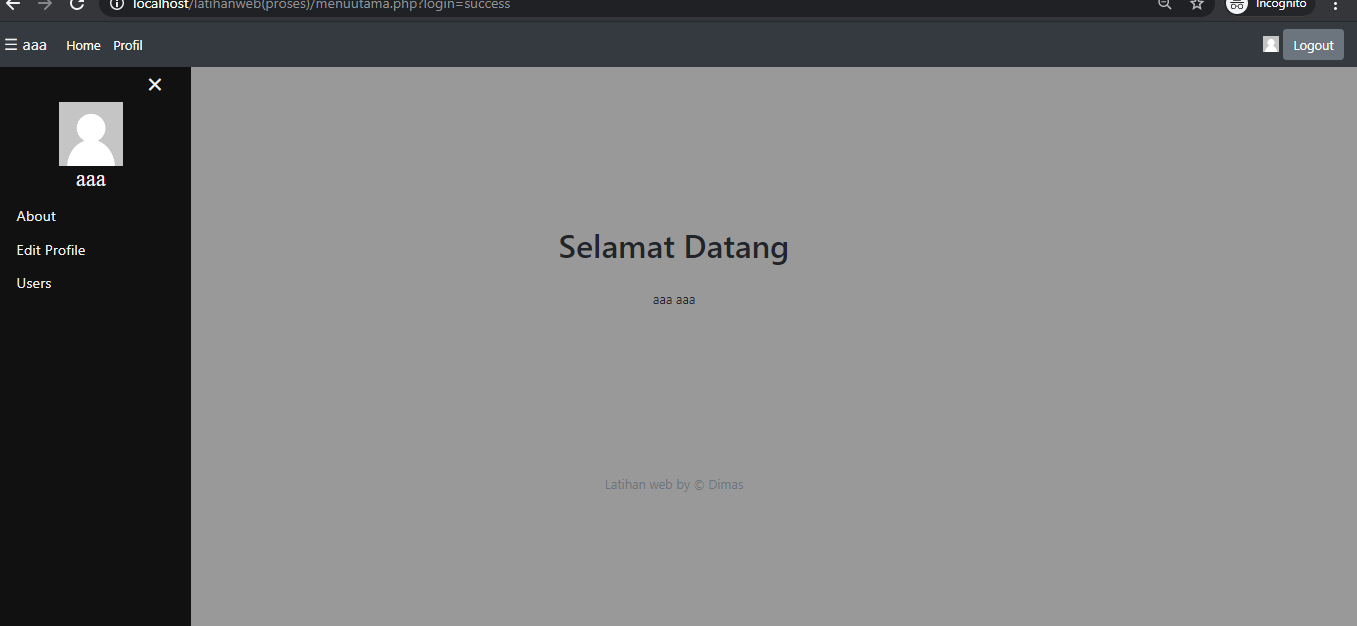 localhost/latihanweb(proses)/menuutama.php?login=success
Incognito
☰ aaa Home Profil
Logout
×
aaa
About
Edit Profile
Users
Selamat Datang
aaa aaa
Latihan web by © Dimas